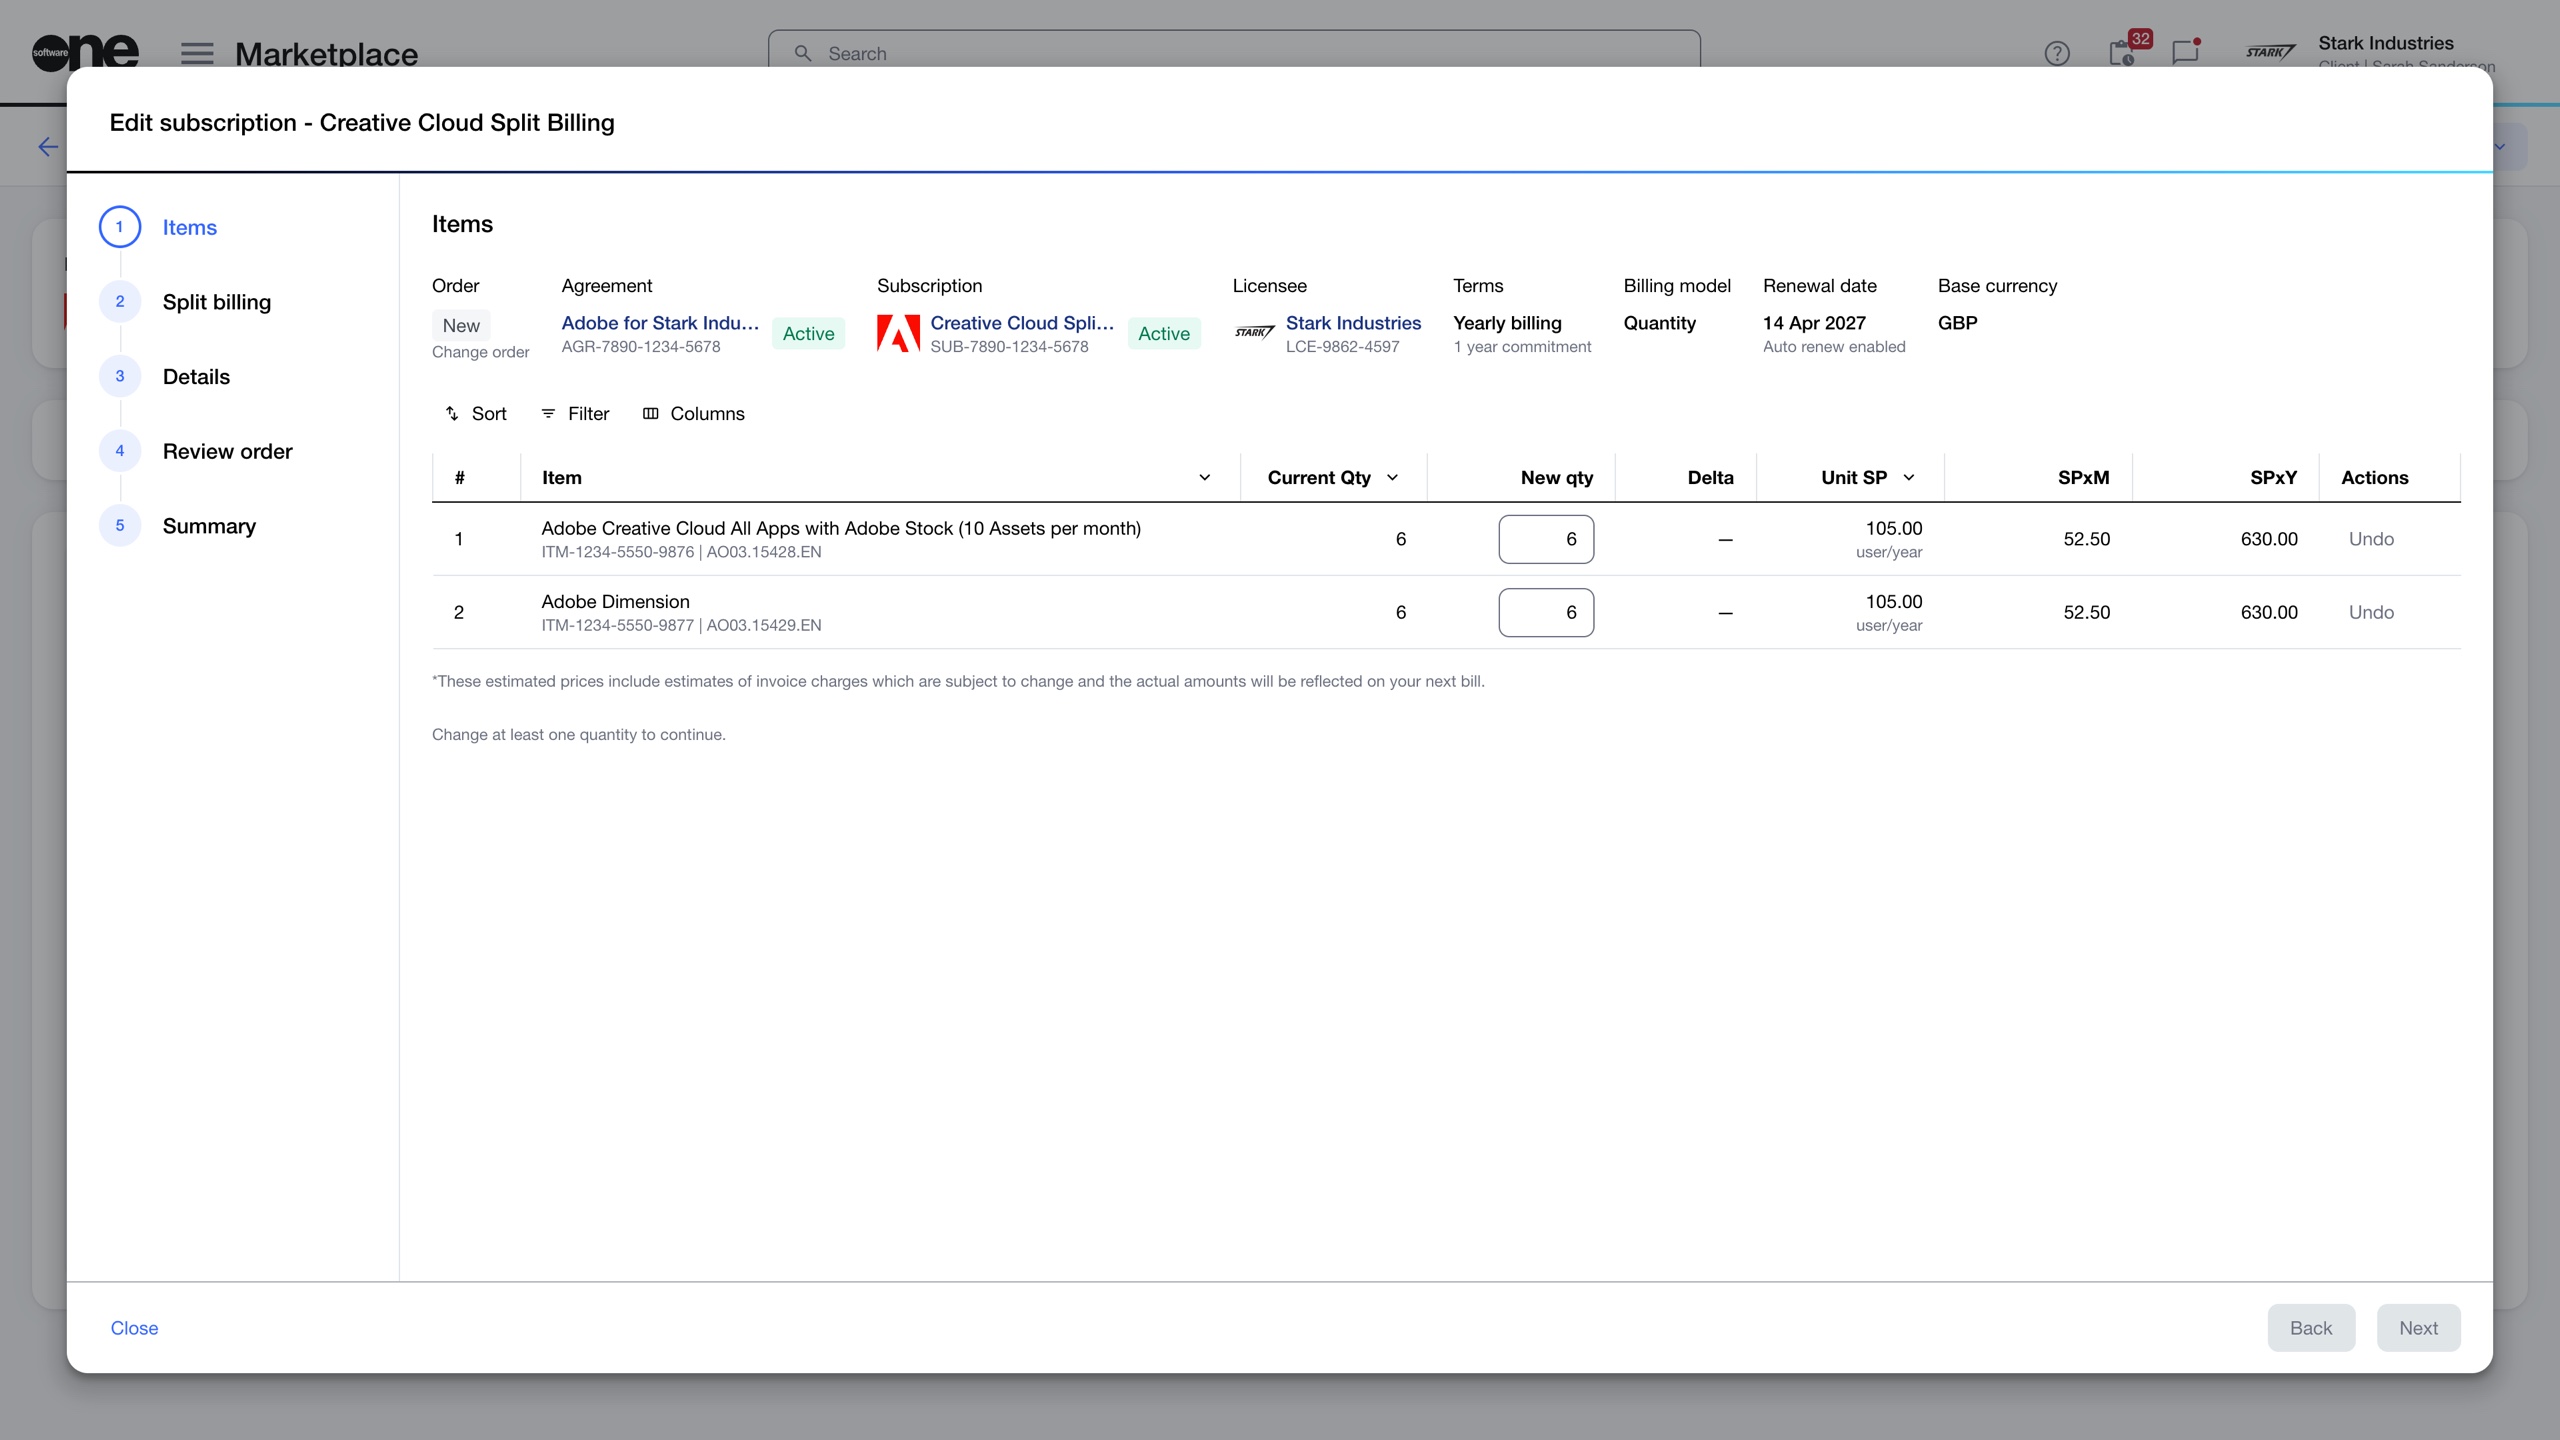 software one
Marketplace
Search
32
STARK
Stark Industries
Client | Sarah Sanderson
Edit subscription - Creative Cloud Split Billing
1 Items
2 Split billing
3 Details
4 Review order
5 Summary
Items
Order
New
Change order
Agreement
Adobe for Stark Indu...
AGR-7890-1234-5678
Active
Subscription
Creative Cloud Spli...
SUB-7890-1234-5678
Active
Licensee
STARK
Stark Industries
LCE-9862-4597
Terms
Yearly billing
1 year commitment
Billing model
Quantity
Renewal date
14 Apr 2027
Auto renew enabled
Base currency
GBP
Sort Filter Columns
# Item Current Qty New qty Delta Unit SP SPxM SPxY Actions
1 Adobe Creative Cloud All Apps with Adobe Stock (10 Assets per month) 6 6 — 105.00 52.50 630.00 Undo
ITM-1234-5550-9876 | AO03.15428.EN user/year
2 Adobe Dimension 6 6 — 105.00 52.50 630.00 Undo
ITM-1234-5550-9877 | AO03.15429.EN user/year
*These estimated prices include estimates of invoice charges which are subject to change and the actual amounts will be reflected on your next bill.
Change at least one quantity to continue.
Close
Back
Next